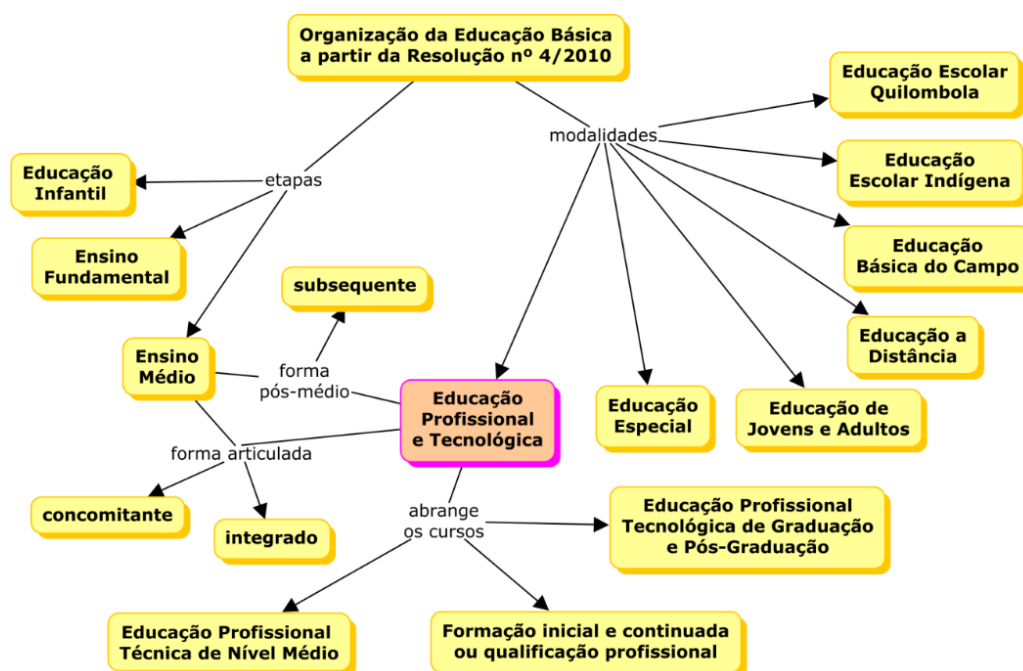 Organização da Educação Básica
a partir da Resolução nº 4/2010
Educação Escolar
Quilombola
modalidades
Educação
Escolar Indígena
Educação
Infantil
etapas
Educação
Básica do Campo
Ensino
Fundamental
subsequente
Educação a
Distância
Ensino
Médio
forma
pós-médio
Educação
Profissional
e Tecnológica
Educação
Especial
Educação de
Jovens e Adultos
forma articulada
concomitante
integrado
abrange
os cursos
Educação Profissional
Tecnológica de Graduação
e Pós-Graduação
Educação Profissional
Técnica de Nível Médio
Formação inicial e continuada
ou qualificação profissional